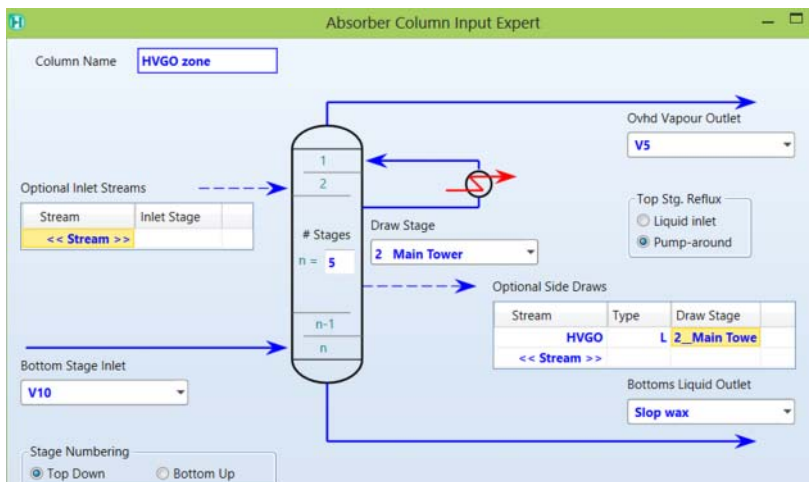 Absorber Column Input Expert
Column Name HVGO zone
Ovhd Vapour Outlet
V5
1
2
Optional Inlet Streams
Stream Inlet Stage
<< Stream >>
Top Stg. Reflux
Liquid inlet
Pump-around
# Stages
n = 5
Draw Stage
2 Main Tower
Optional Side Draws
Stream Type Draw Stage
HVGO L 2__Main Towe
<< Stream >>
n-1
n
Bottom Stage Inlet
V10
Bottoms Liquid Outlet
Slop wax
Stage Numbering
Top Down Bottom Up